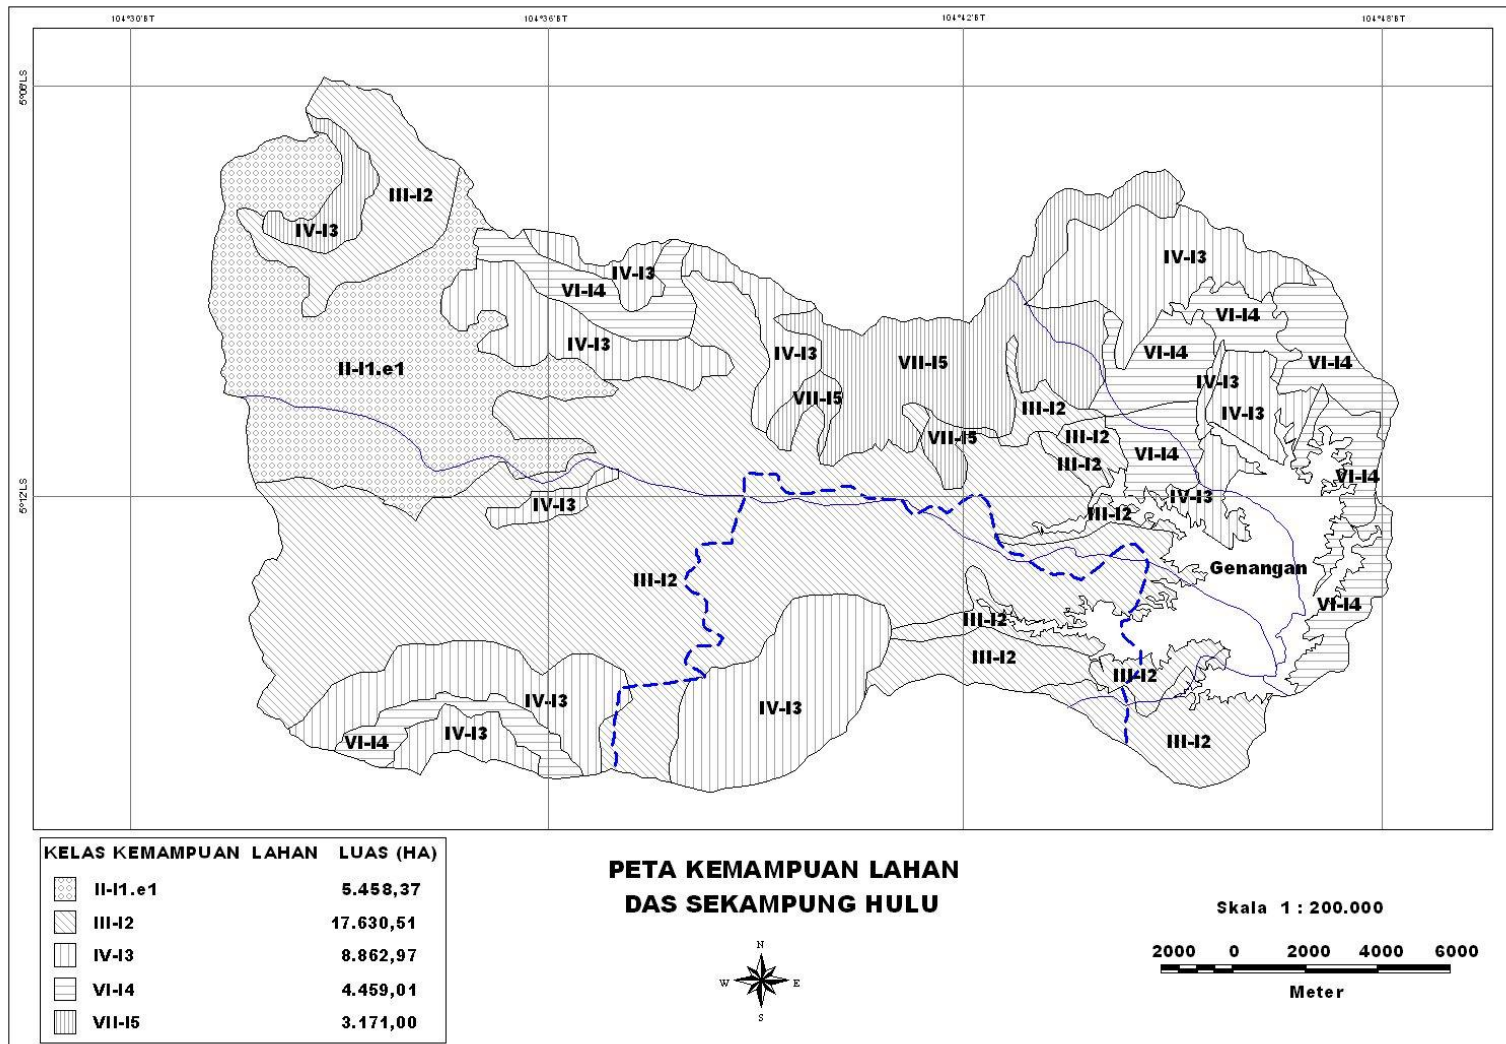 104°30'BT
104°36'BT
104°42'BT
104°48'BT
5°06'LS
III-I2
IV-I3
IV-I3
IV-I3
VI-I4
VI-I4
IV-I3
IV-I3
VI-I4
VI-I4
II-I1.e1
VII-I5
IV-I3
VII-I5
III-I2
IV-I3
VII-I5
III-I2
III-I2
VI-I4
VI-I4
5°12'LS
IV-I3
IV-I3
III-I2
Genangan
III-I2
VI-I4
III-I2
III-I2
III-I2
IV-I3
IV-I3
IV-I3
VI-I4
III-I2
KELAS KEMAMPUAN LAHAN LUAS (HA)
II-I1.e1 5.458,37
III-I2 17.630,51
IV-I3 8.862,97
VI-I4 4.459,01
VII-I5 3.171,00
PETA KEMAMPUAN LAHAN
DAS SEKAMPUNG HULU
N
W E
S
Skala 1 : 200.000
2000 0 2000 4000 6000
Meter